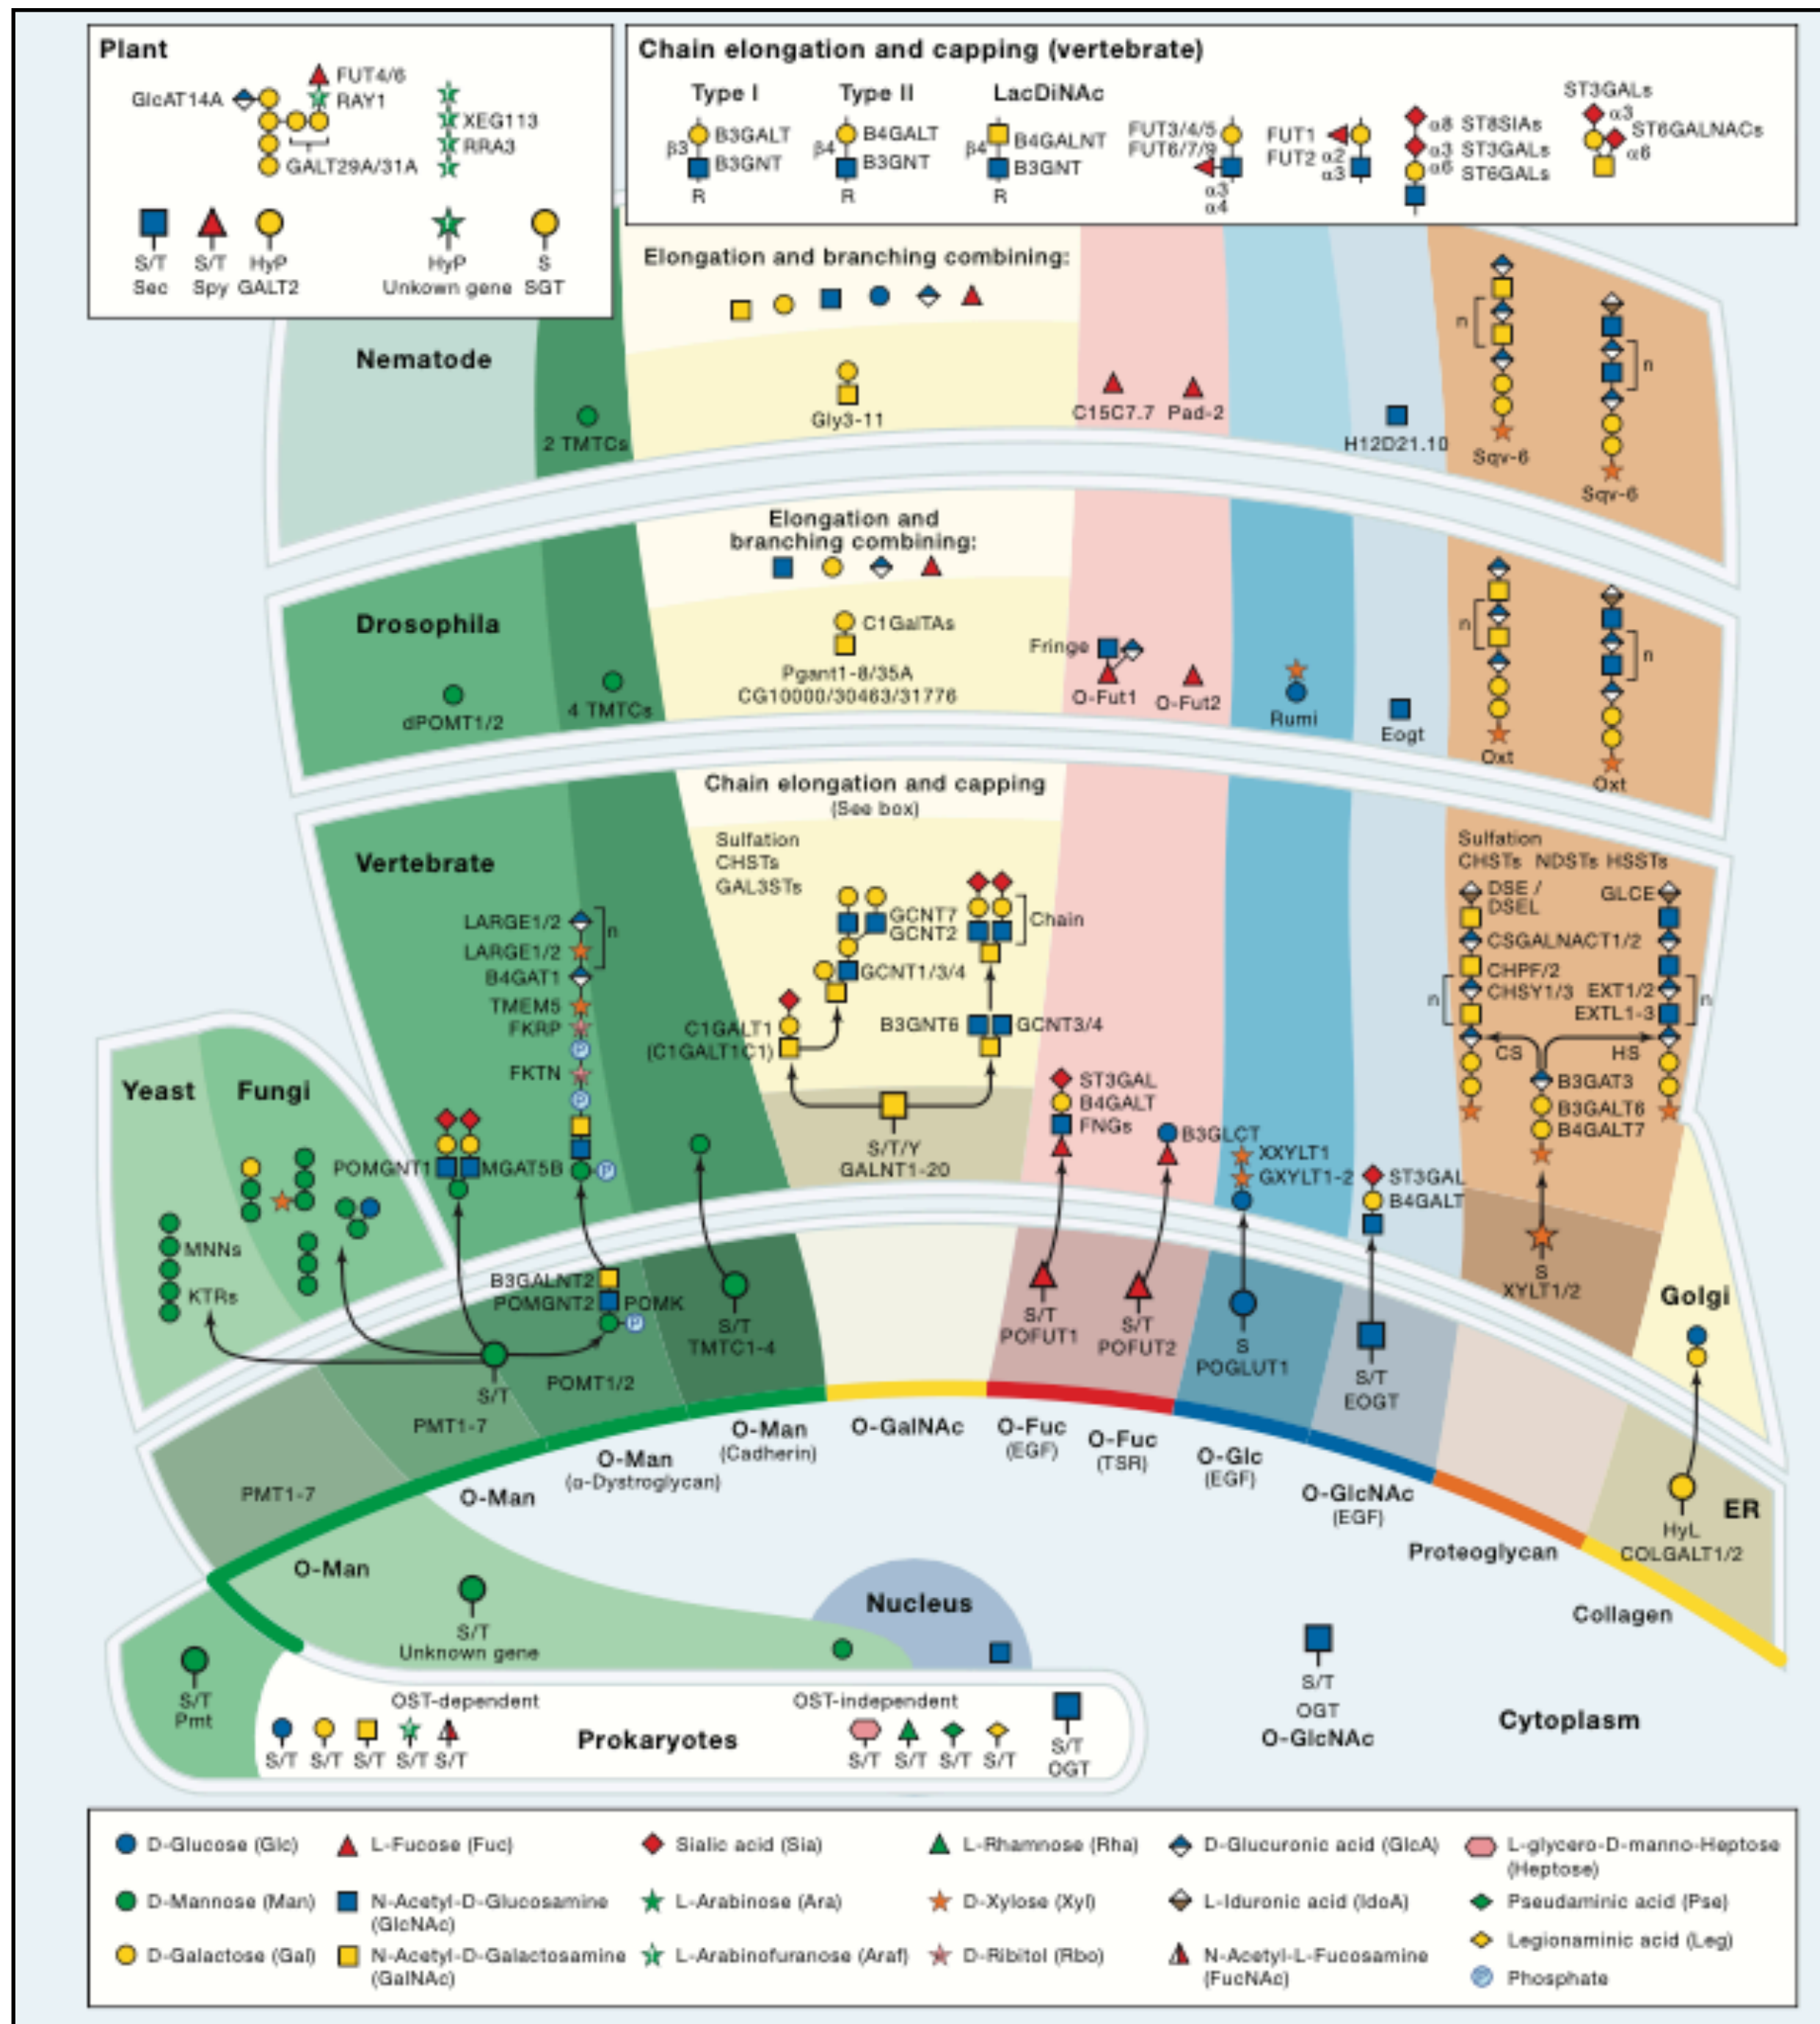 Plant
GlcAT14A
FUT4/6
RAY1
XEG113
RRA3
GALT29A/31A
S/T
Sec
S/T
Spy
HyP
GALT2
HyP
Unkown gene
S
SGT
Chain elongation and capping (vertebrate)
Type I
Type II
LacDiNAc
β3
B3GALT
B3GNT
R
β4
B4GALT
B3GNT
R
β4
B4GALNT
B3GNT
R
FUT3/4/5
FUT6/7/9
α3
α4
FUT1
FUT2
α2
α3
α8 ST8SIAs
α3 ST3GALs
α6 ST6GALs
ST3GALs
α3
ST6GALNACs
α6
Elongation and branching combining:
Nematode
2 TMTCs
Gly3-11
C15C7.7
Pad-2
H12D21.10
n
Sqv-6
n
Sqv-6
Elongation and
branching combining:
Drosophila
dPOMT1/2
4 TMTCs
C1GalTAs
Pgant1-8/35A
CG10000/30463/31776
Fringe
O-Fut1
O-Fut2
Rumi
Eogt
n
Oxt
n
Oxt
Chain elongation and capping
(See box)
Vertebrate
Sulfation
CHSTs
GAL3STs
LARGE1/2
n
LARGE1/2
B4GAT1
TMEM5
FKRP
P
FKTN
P
P
GCNT7
GCNT2
Chain
GCNT1/3/4
C1GALT1
(C1GALT1C1)
B3GNT6
GCNT3/4
S/T/Y
GALNT1-20
ST3GAL
B4GALT
FNGs
B3GLCT
XXYLT1
GXYLT1-2
ST3GAL
B4GALT
Sulfation
CHSTs NDSTs HSSTs
DSE /
DSEL
GLCE
CSGALNACT1/2
CHPF/2
n
CHSY1/3
EXT1/2
n
EXTL1-3
CS
HS
B3GAT3
B3GALT6
B4GALT7
S
XYLT1/2
Yeast
Fungi
MNNs
KTRs
POMGNT1
MGAT5B
B3GALNT2
POMGNT2
POMK
P
S/T
TMTC1-4
S/T
POMT1/2
PMT1-7
PMT1-7
S/T
POFUT1
S/T
POFUT2
S
POGLUT1
S/T
EOGT
Golgi
ER
HyL
COLGALT1/2
O-Man
O-Man
O-Man
(α-Dystroglycan)
O-Man
(Cadherin)
O-GalNAc
O-Fuc
(EGF)
O-Fuc
(TSR)
O-Glc
(EGF)
O-GlcNAc
(EGF)
Proteoglycan
Collagen
S/T
Unknown gene
Nucleus
S/T
Pmt
OST-dependent
S/T S/T S/T S/T S/T
Prokaryotes
OST-independent
S/T S/T S/T S/T
S/T
OGT
S/T
OGT
O-GlcNAc
Cytoplasm
D-Glucose (Glc)
L-Fucose (Fuc)
Sialic acid (Sia)
L-Rhamnose (Rha)
D-Glucuronic acid (GlcA)
L-glycero-D-manno-Heptose
(Heptose)
D-Mannose (Man)
N-Acetyl-D-Glucosamine
(GlcNAc)
L-Arabinose (Ara)
D-Xylose (Xyl)
L-Iduronic acid (IdoA)
Pseudaminic acid (Pse)
D-Galactose (Gal)
N-Acetyl-D-Galactosamine
(GalNAc)
L-Arabinofuranose (Araf)
D-Ribitol (Rbo)
N-Acetyl-L-Fucosamine
(FucNAc)
Legionaminic acid (Leg)
P
Phosphate